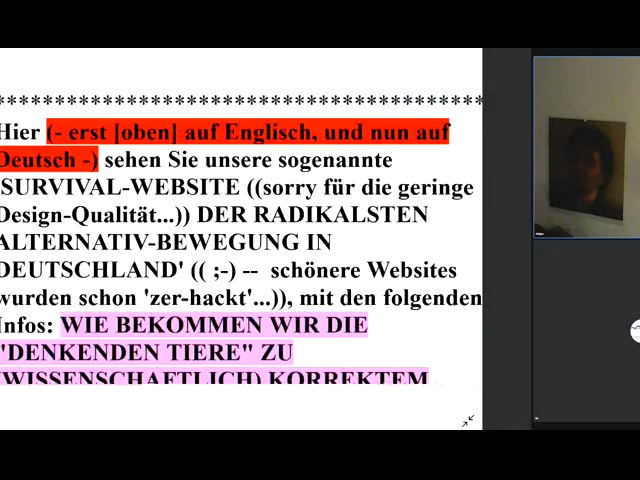 *****************************************
Hier (- erst [oben] auf Englisch, und nun auf
Deutsch -) sehen Sie unsere sogenannte
'SURVIVAL-WEBSITE ((sorry für die geringe
Design-Qualität...)) DER RADIKALSTEN
ALTERNATIV-BEWEGUNG IN
DEUTSCHLAND' (( ;-) -- schönere Websites
wurden schon 'zer-hackt'...)), mit den folgenden
Infos: WIE BEKOMMEN WIR DIE
"DENKENDEN TIERE" ZU
(WISSENSCHAFTLICH) KORREKTEM